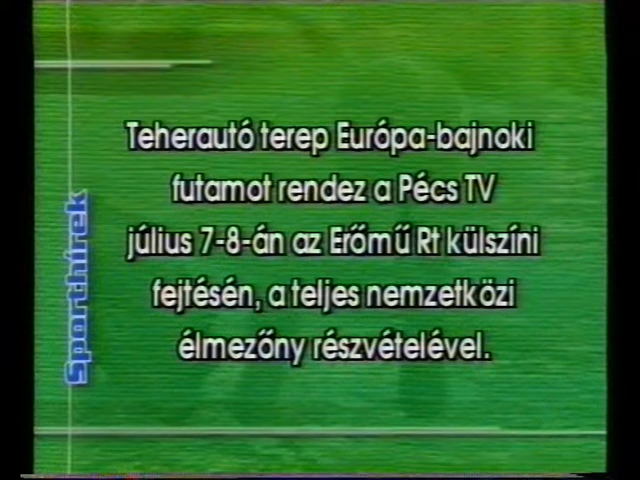 Teherautó terep Európa-bajnoki
futamot rendez a Pécs TV
július 7-8-án az Erőmű Rt külszíni
fejtésén, a teljes nemzetközi
élmezőny részvételével.
Sporthírek